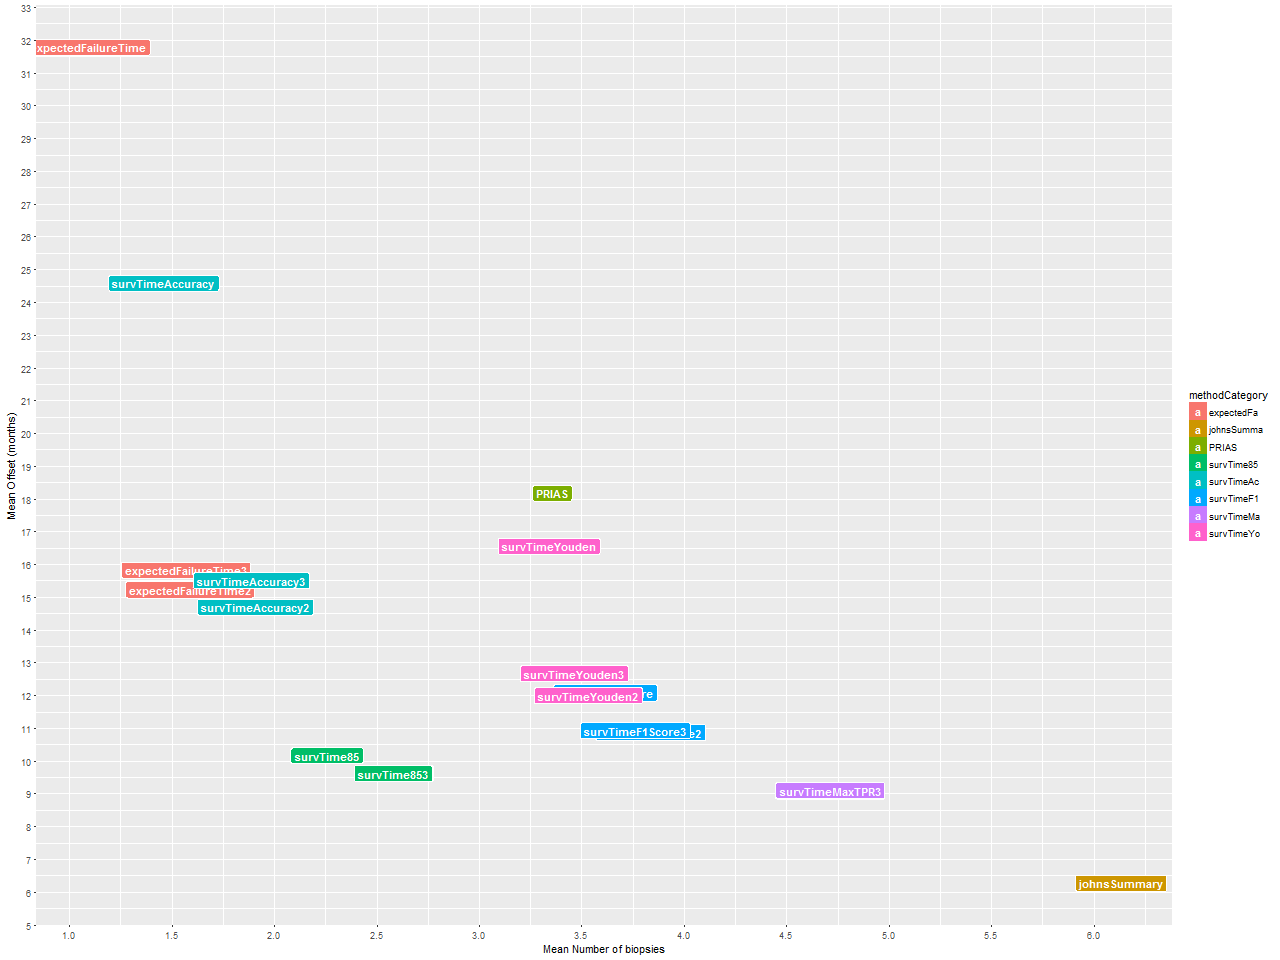 33
32
31
30
29
28
27
26
25
24
23
22
21
20
19
18
17
16
15
14
13
12
11
10
9
8
7
6
5
Mean Offset (months)
xpectedFailureTime
survTimeAccuracy
PRIAS
survTimeYouden
expectedFailureTime3
survTimeAccuracy3
expectedFailureTime2
survTimeAccuracy2
survTimeYouden3
re
survTimeYouden2
survTimeF1Score3
e2
survTime85
survTime853
survTimeMaxTPR3
johnsSummary
1.0 1.5 2.0 2.5 3.0 3.5 4.0 4.5 5.0 5.5 6.0
Mean Number of biopsies
methodCategory
a expectedFa
a johnsSumma
a PRIAS
a survTime85
a survTimeAc
a survTimeF1
a survTimeMa
a survTimeYo